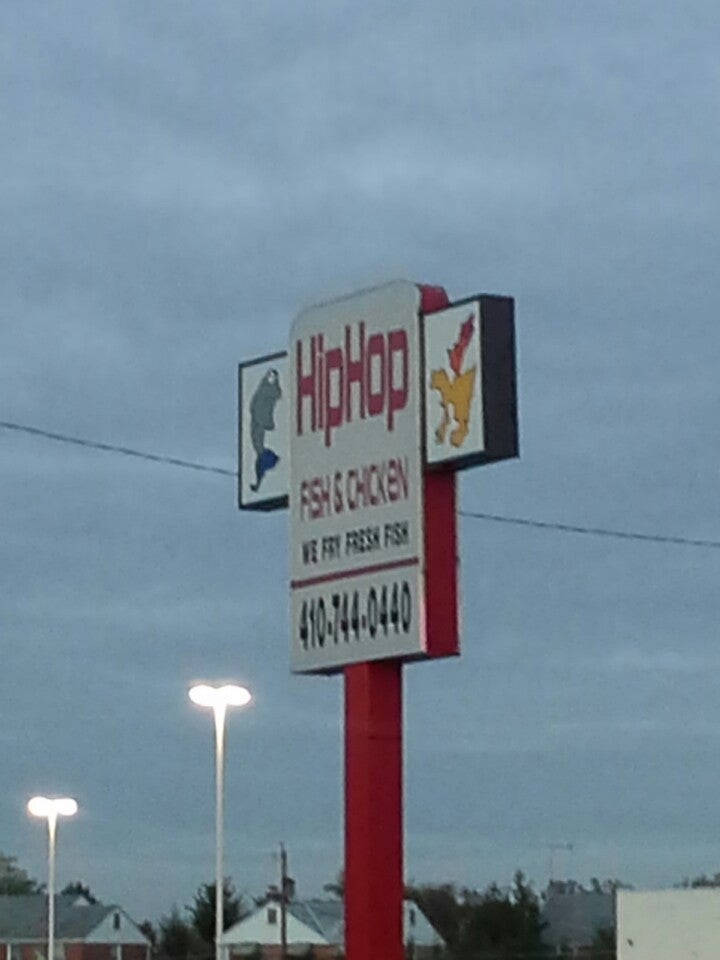 HipHop
FISH & CHICKEN
WE FRY FRESH FISH
410-744-0440